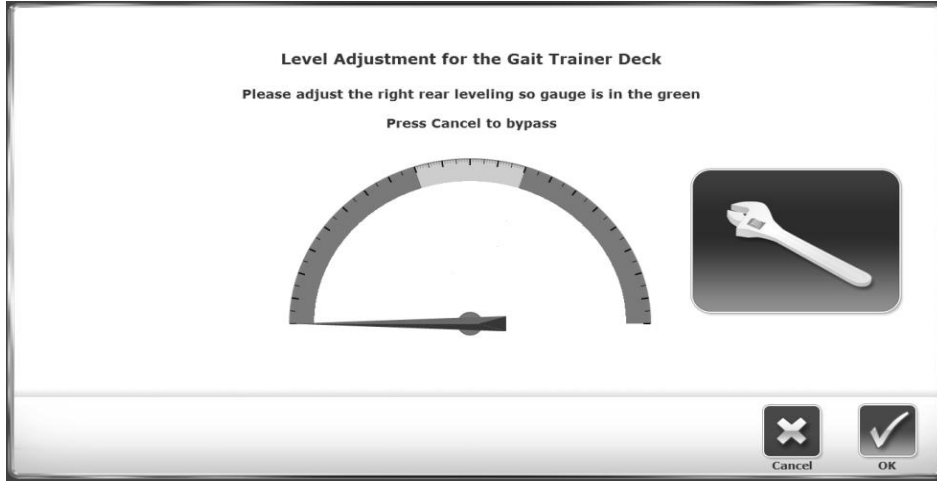 Level Adjustment for the Gait Trainer Deck
Please adjust the right rear leveling so gauge is in the green
Press Cancel to bypass
Cancel
OK